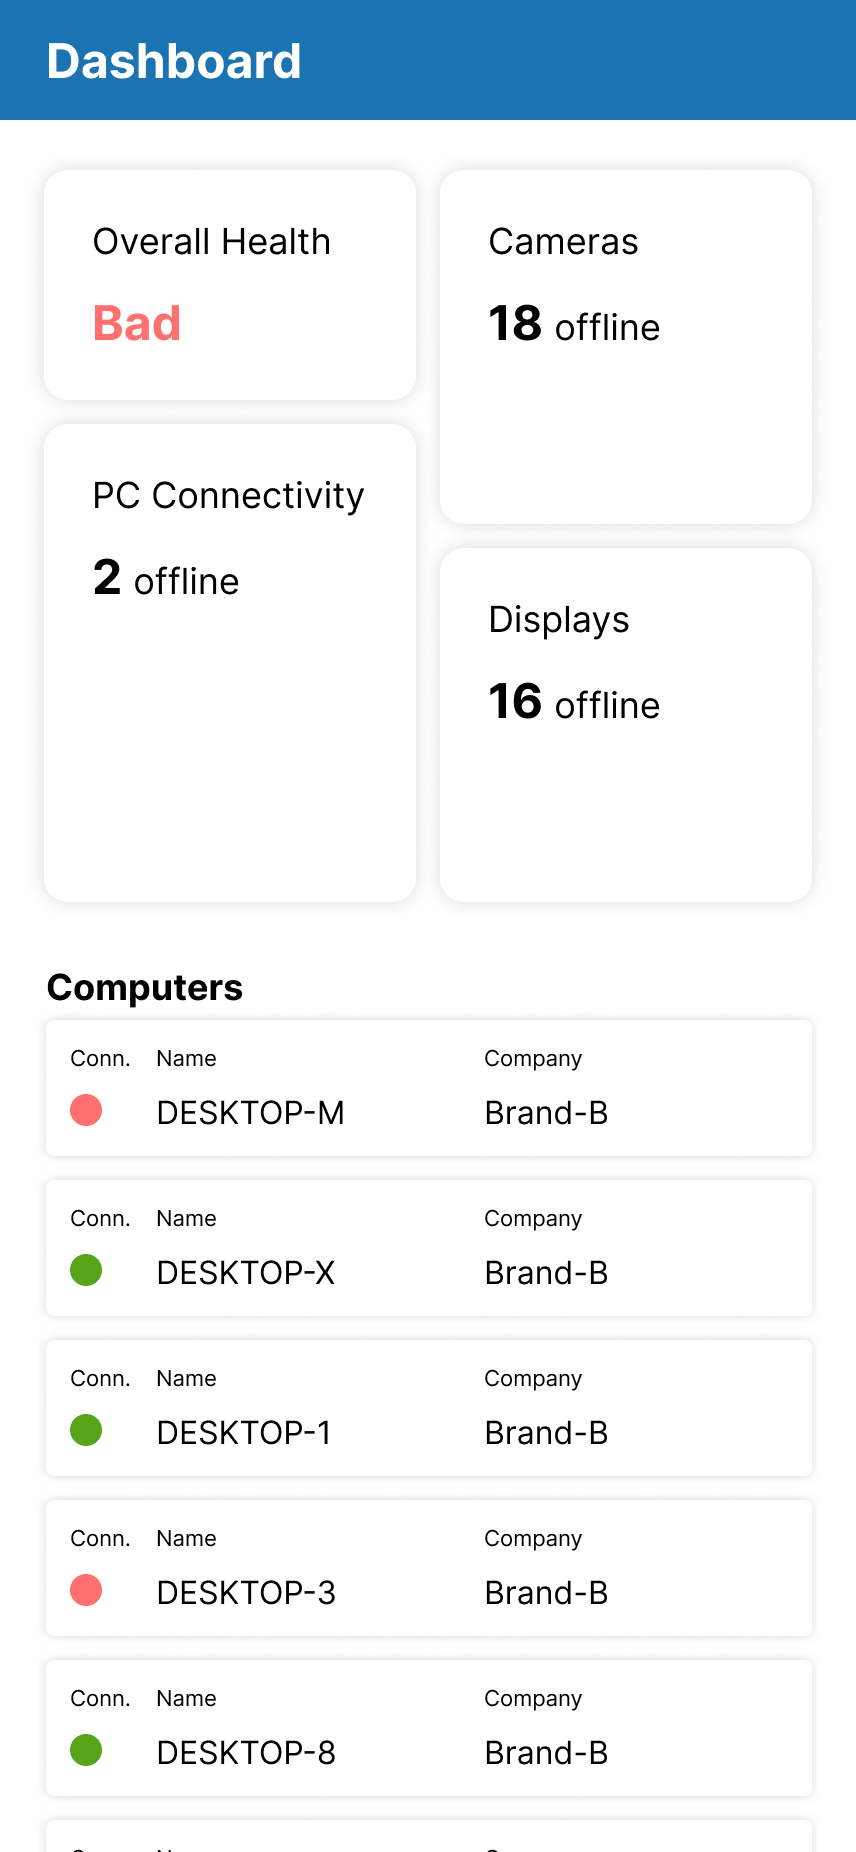 Dashboard
Overall Health
Bad
Cameras
18 offline
PC Connectivity
2 offline
Displays
16 offline
Computers
Conn. Name Company
DESKTOP-M Brand-B
Conn. Name Company
DESKTOP-X Brand-B
Conn. Name Company
DESKTOP-1 Brand-B
Conn. Name Company
DESKTOP-3 Brand-B
Conn. Name Company
DESKTOP-8 Brand-B